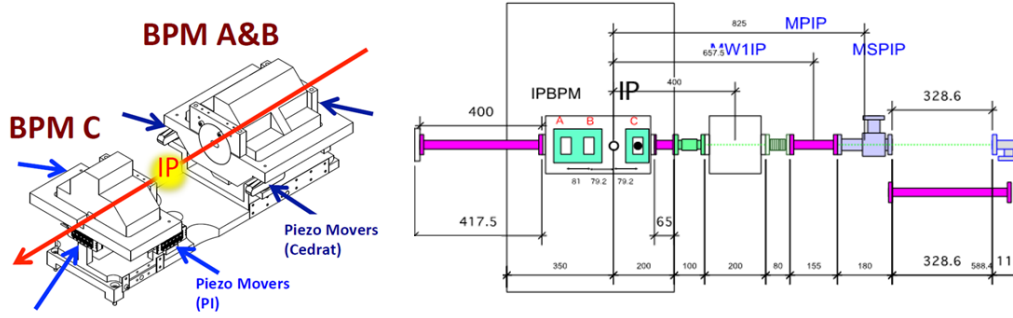 BPM A&B
BPM C
IP
Piezo Movers
(Cedrat)
Piezo Movers
(PI)
MPIP
825
MW1IP
657.5
MSPIP
400
IPBPM
IP
400
328.6
A
B
C
81
79.2
79.2
417.5
65
350
200
100
200
80
155
180
328.6
588.4
11